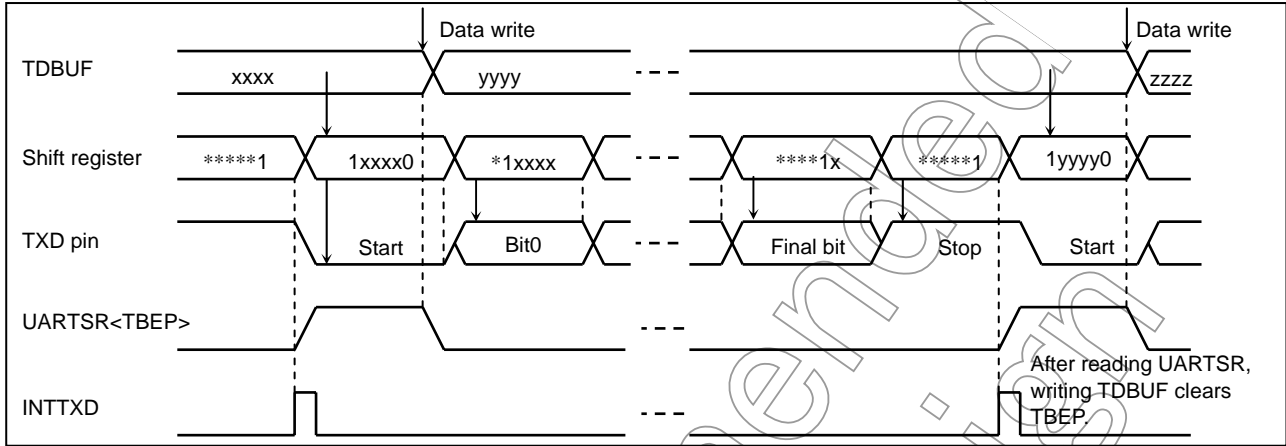 Data write
Data write
TDBUF
xxxx
yyyy
zzzz
Shift register
*****1
1xxxx0
*1xxxx
****1x
*****1
1yyyy0
TXD pin
Start
Bit0
Final bit
Stop
Start
UARTSR<TBEP>
After reading UARTSR,
writing TDBUF clears
TBEP.
INTTXD